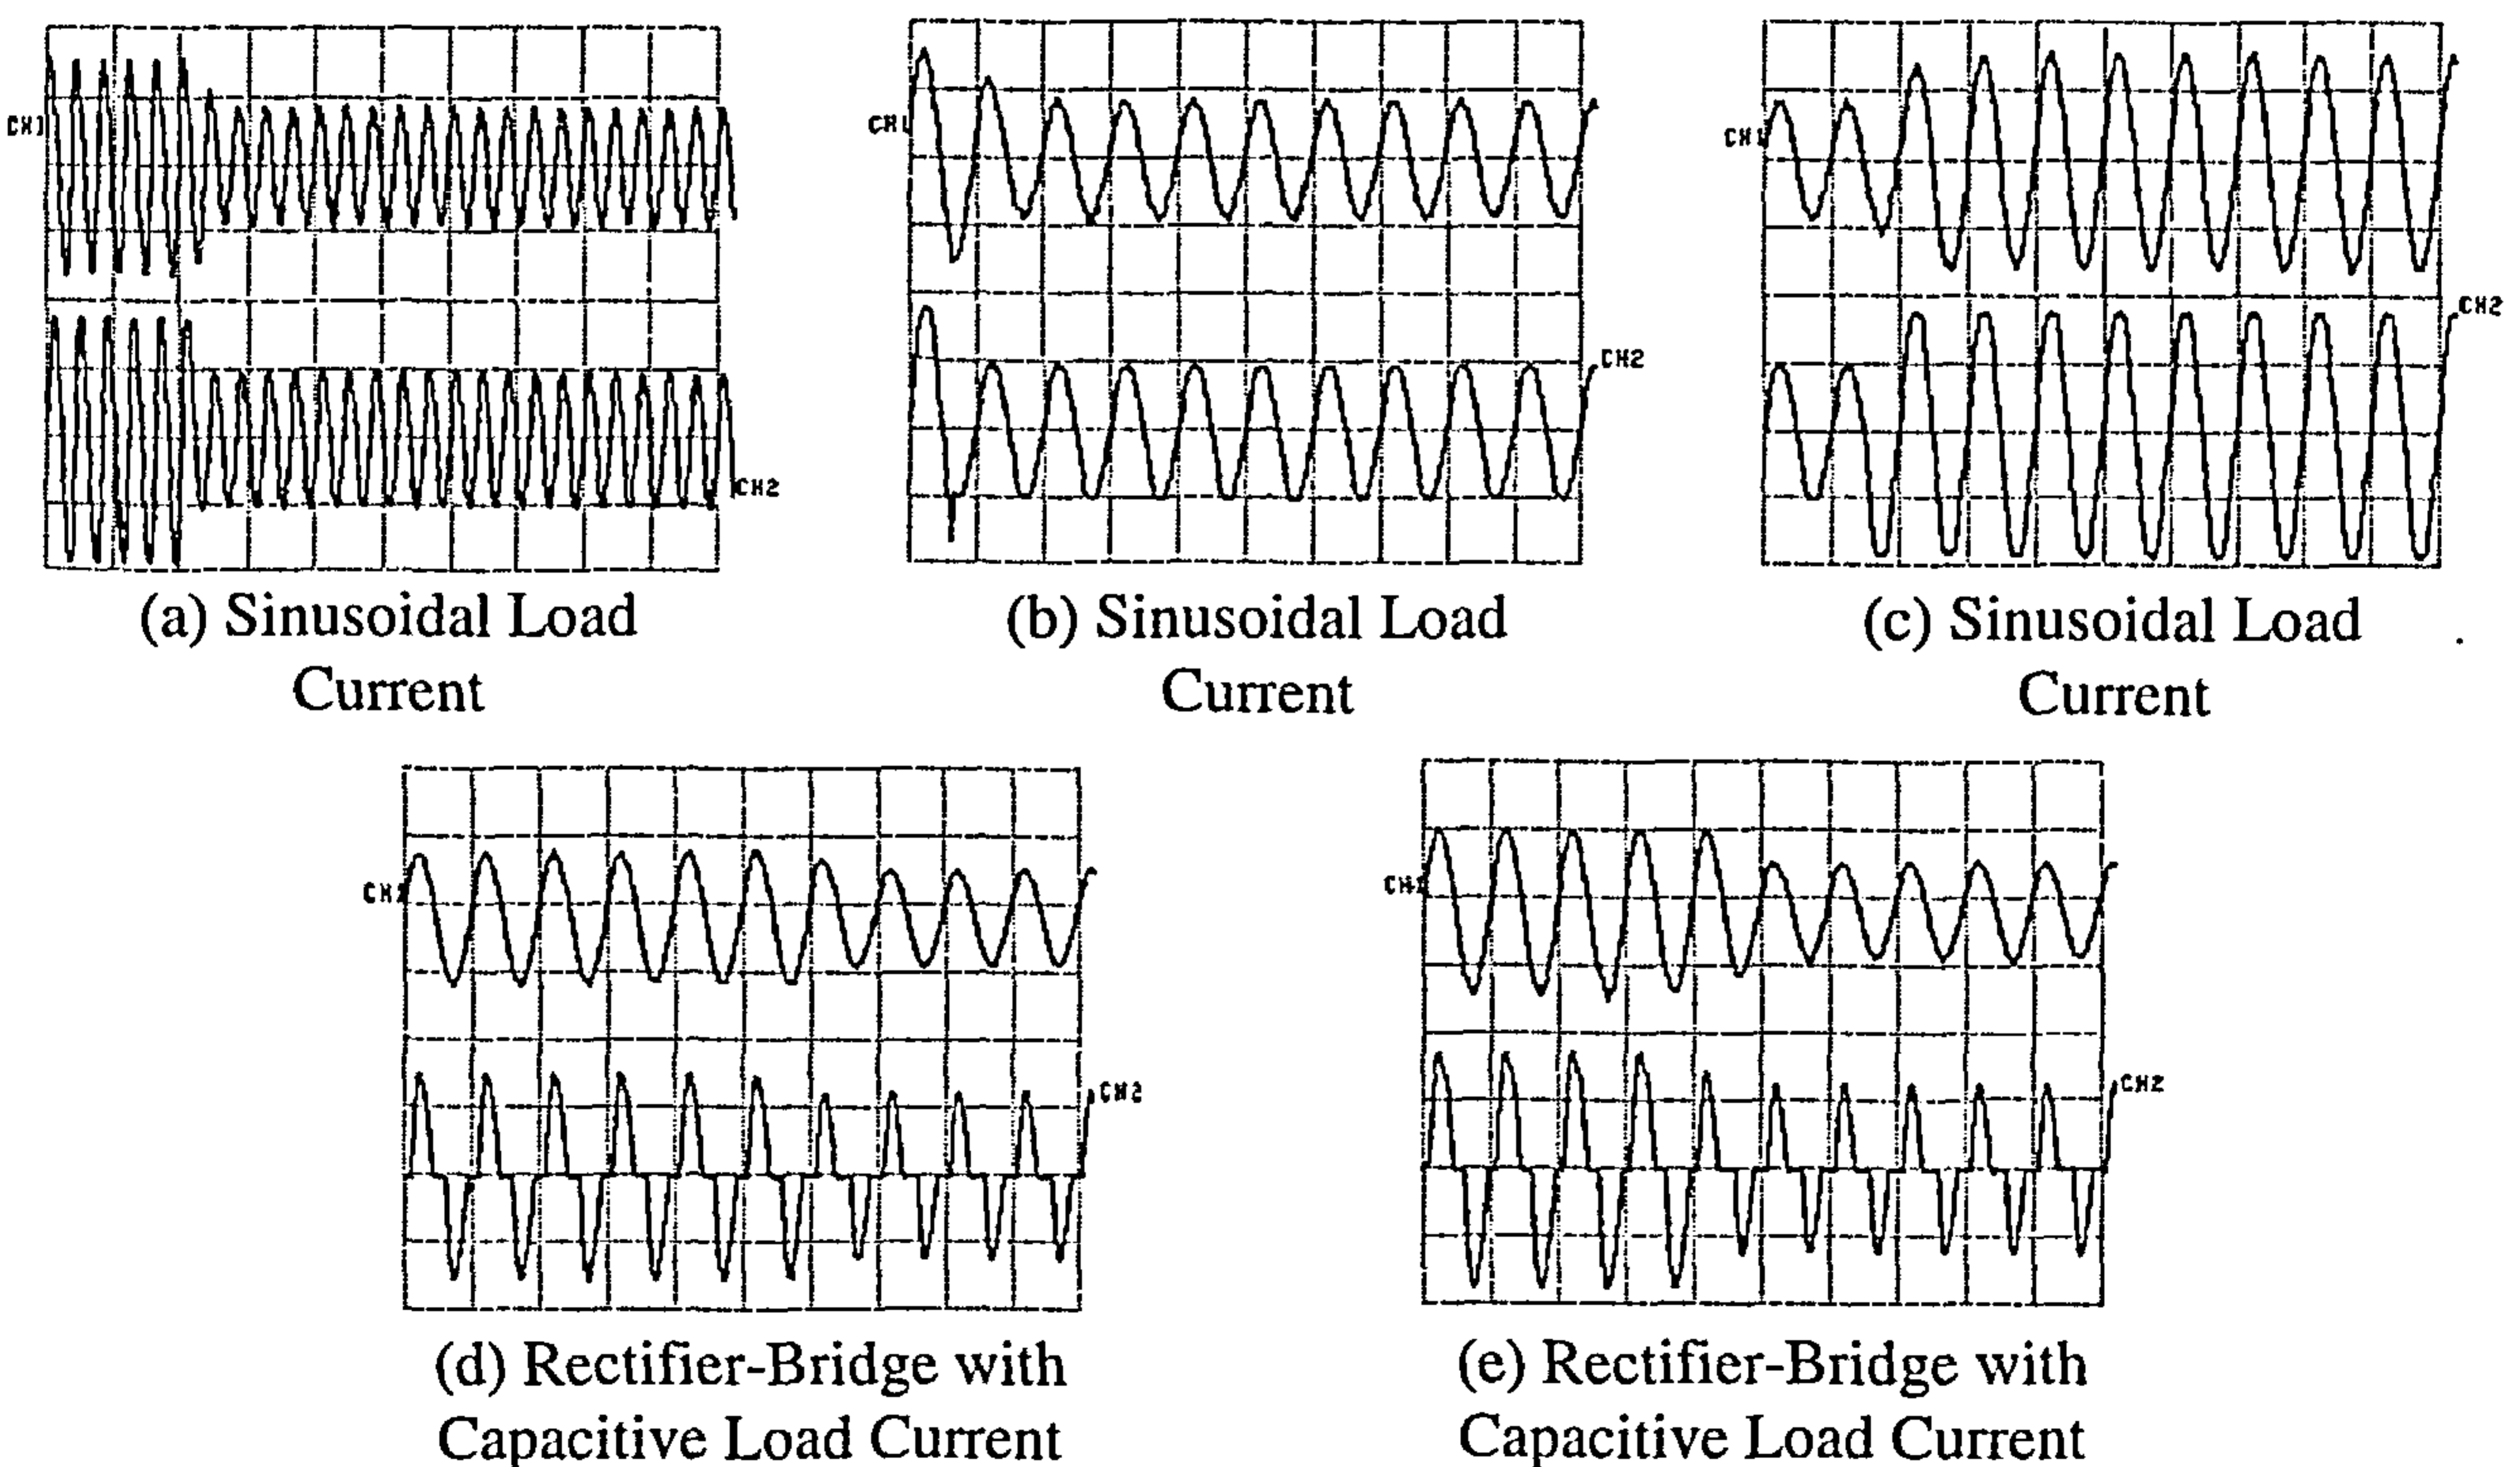 CH1
CH2
(a) Sinusoidal Load
Current
CH1
CH2
(b) Sinusoidal Load
Current
CH1
CH2
(c) Sinusoidal Load
Current
CH1
CH2
(d) Rectifier-Bridge with
Capacitive Load Current
CH1
CH2
(e) Rectifier-Bridge with
Capacitive Load Current